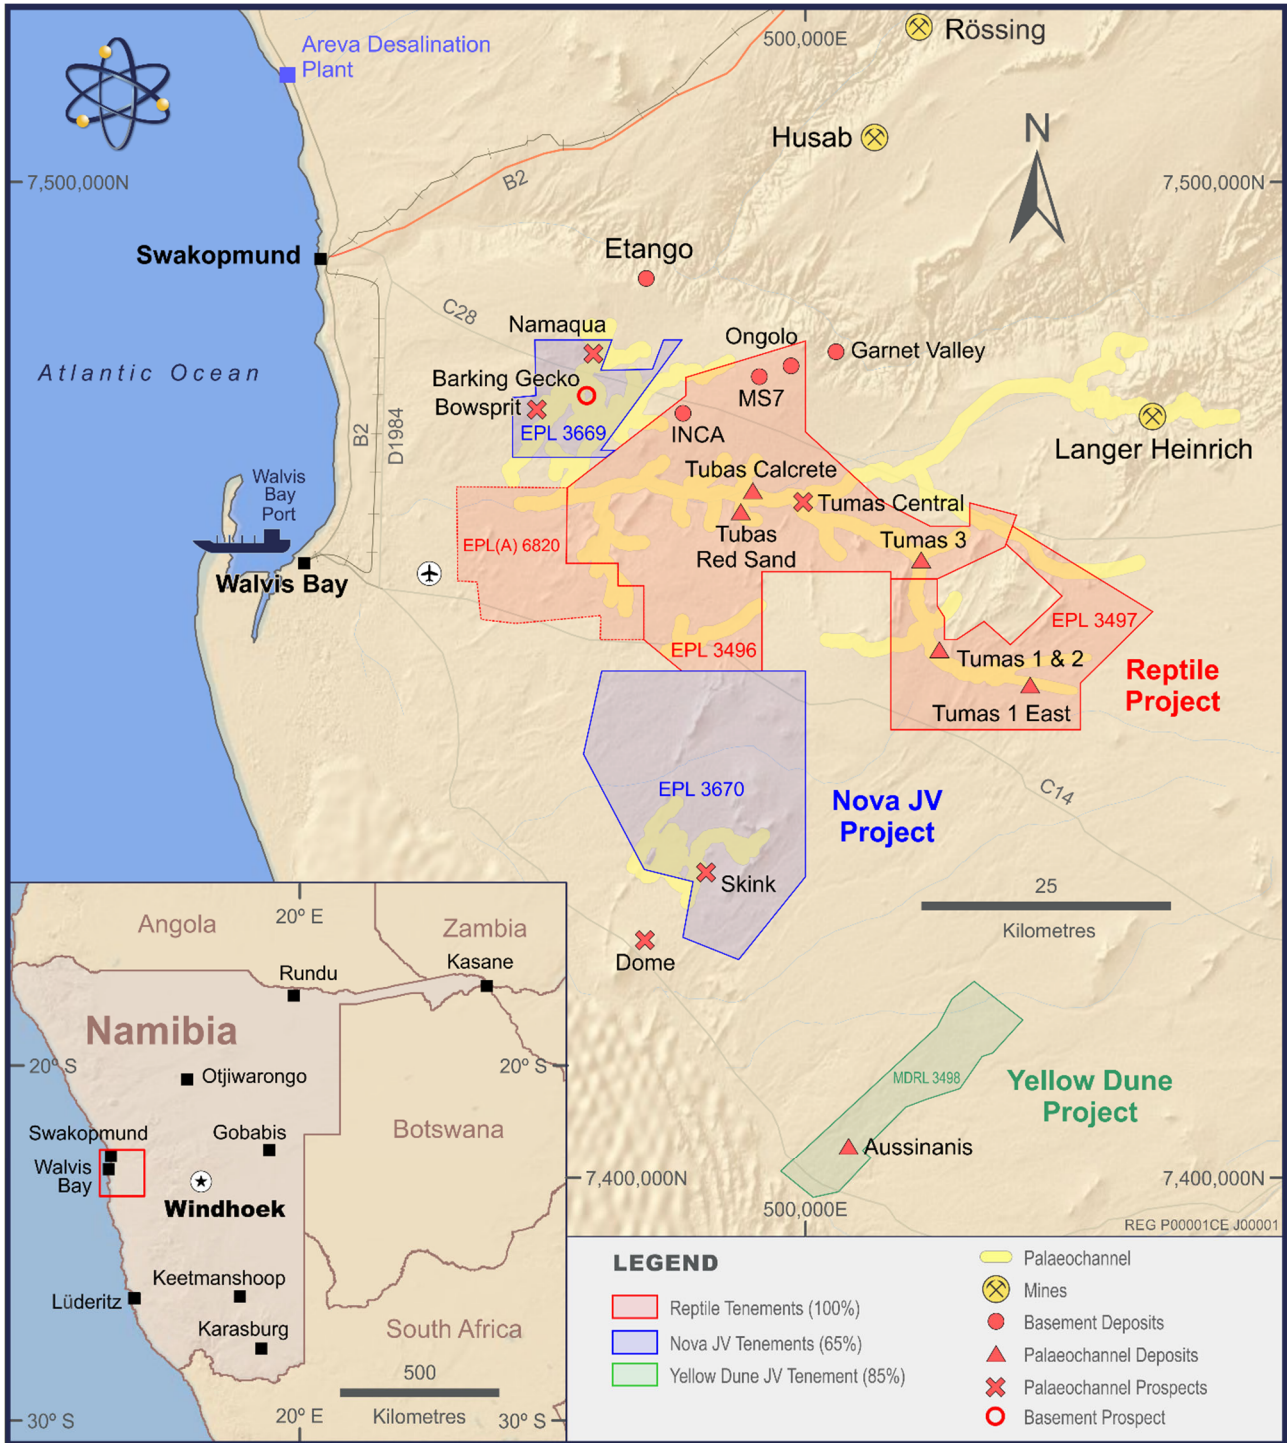 Areva Desalination
Plant
500,000E
Rössing
Husab
N
B2
7,500,000N
7,500,000N
Swakopmund
Etango
C28
Namaqua
Ongolo
Garnet Valley
Atlantic Ocean
Barking Gecko
MS7
Bowsprit
B2
D1984
EPL 3669
INCA
Langer Heinrich
Tubas Calcrete
Walvis
Bay
Port
Tumas Central
Tubas
Red Sand
EPL(A) 6820
Tumas 3
Walvis Bay
EPL 3497
EPL 3496
Tumas 1 & 2
Reptile
Project
Tumas 1 East
EPL 3670
Nova JV
Project
C14
Skink
25
Kilometres
Dome
MDRL 3498
Yellow Dune
Project
Aussinanis
7,400,000N
7,400,000N
500,000E
REG P00001CE J00001
20º E
Angola
Zambia
Kasane
Rundu
Namibia
20º S
20º S
Otjiwarongo
Swakopmund
Gobabis
Botswana
Walvis
Bay
Windhoek
Keetmanshoop
Lüderitz
Karasburg
South Africa
500
Kilometres
30º S
20º E
30º S
LEGEND
Reptile Tenements (100%)
Nova JV Tenements (65%)
Yellow Dune JV Tenement (85%)
Palaeochannel
Mines
Basement Deposits
Palaeochannel Deposits
Palaeochannel Prospects
Basement Prospect